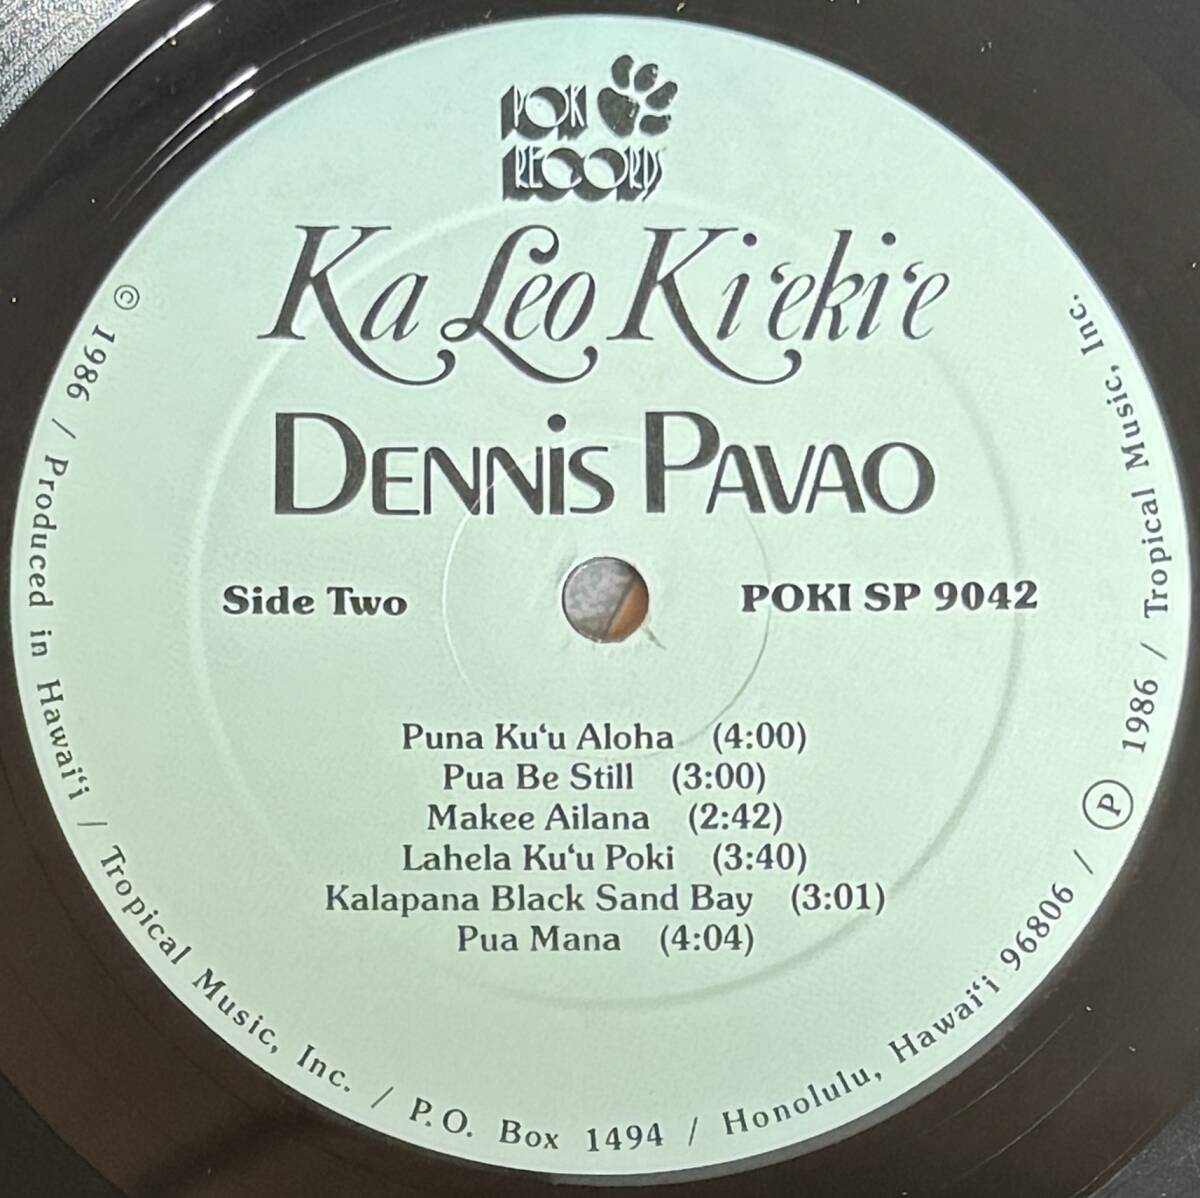 POKI
RECORDS
Ka Leo Ki‘eki‘e
DENNiS PAVAO
Side Two
POKI SP 9042
Puna Ku‘u Aloha (4:00)
Pua Be Still (3:00)
Makee Ailana (2:42)
Lahela Ku‘u Poki (3:40)
Kalapana Black Sand Bay (3:01)
Pua Mana (4:04)
© 1986 / Produced in Hawai‘i / Tropical Music, Inc. / P.O. Box 1494 / Honolulu, Hawai‘i 96806 / Ⓟ 1986 / Tropical Music, Inc.